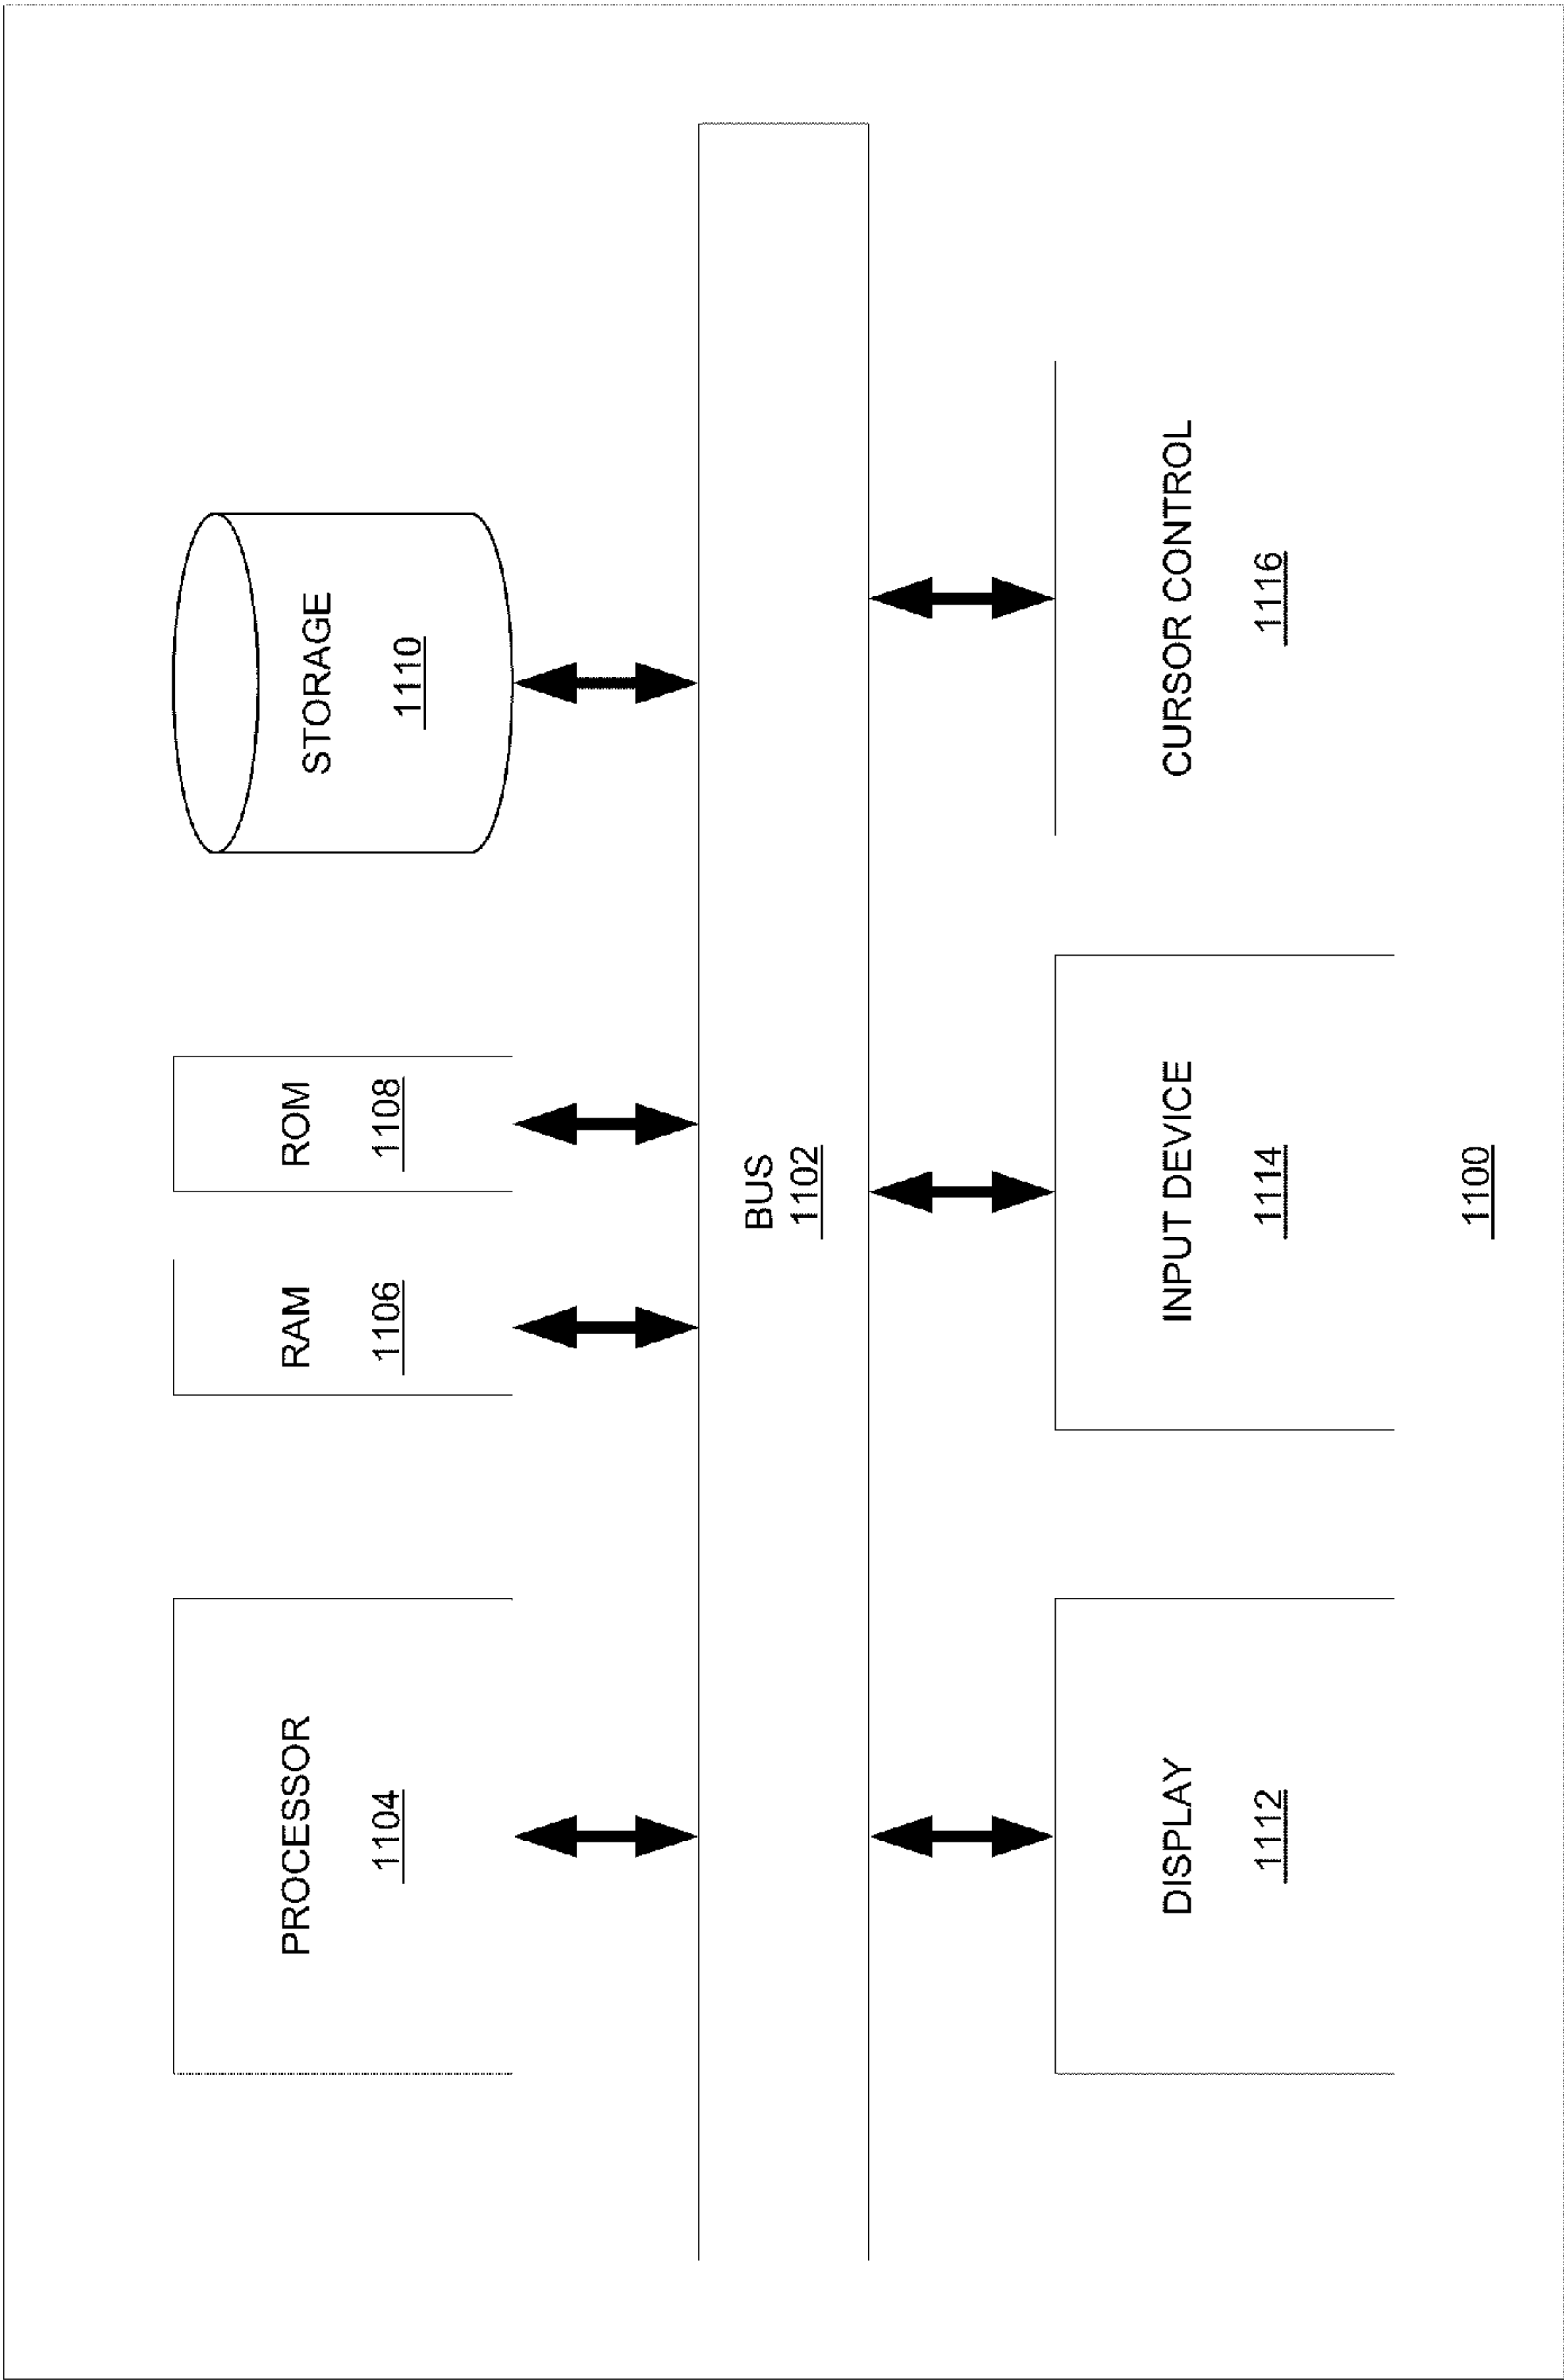 PROCESSOR
1104
RAM
1106
ROM
1108
STORAGE
1110
BUS
1102
DISPLAY
1112
INPUT DEVICE
1114
CURSOR CONTROL
1116
1100